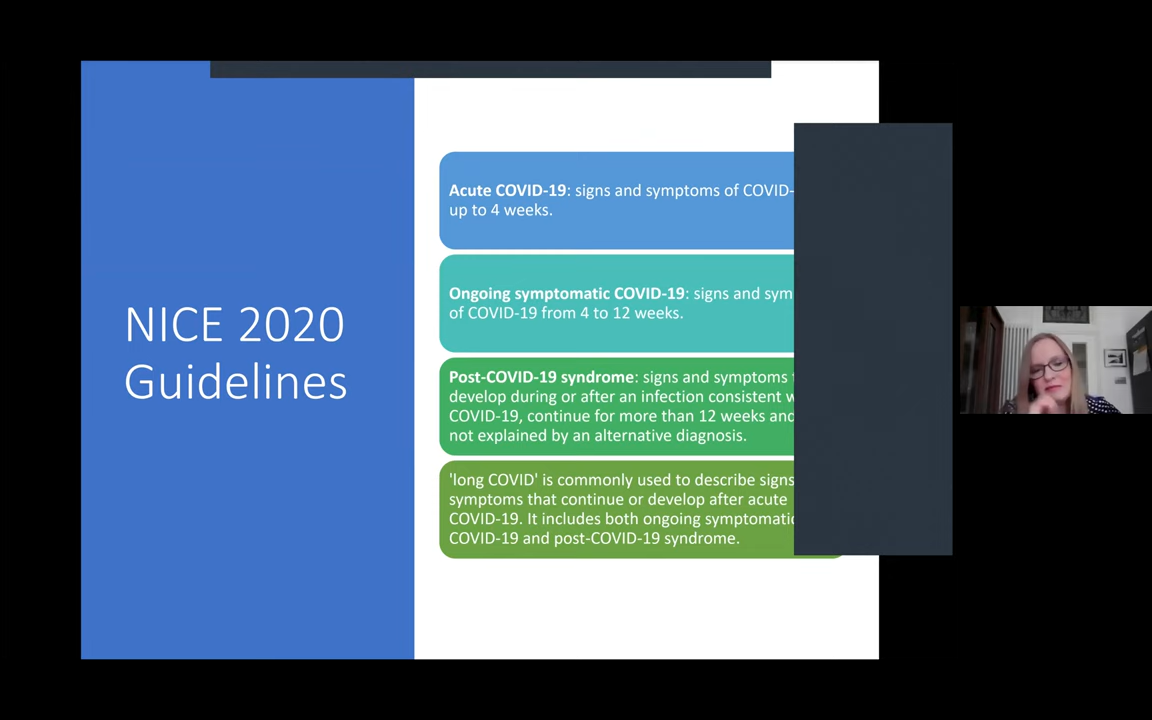 NICE 2020
Guidelines
Acute COVID-19: signs and symptoms of COVID-
up to 4 weeks.
Ongoing symptomatic COVID-19: signs and sym
of COVID-19 from 4 to 12 weeks.
Post-COVID-19 syndrome: signs and symptoms
develop during or after an infection consistent
COVID-19, continue for more than 12 weeks and
not explained by an alternative diagnosis.
'long COVID' is commonly used to describe signs
symptoms that continue or develop after acute
COVID-19. It includes both ongoing symptomatic
COVID-19 and post-COVID-19 syndrome.